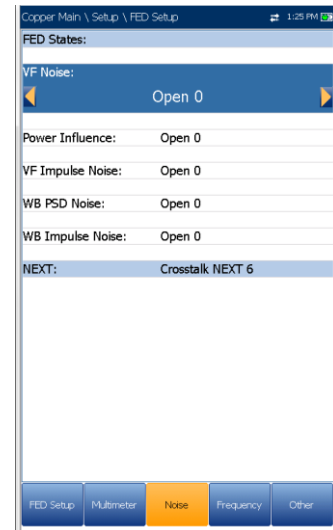 Copper Main \ Setup \ FED Setup 1:25 PM
FED States:
VF Noise:
Open 0
Power Influence: Open 0
VF Impulse Noise: Open 0
WB PSD Noise: Open 0
WB Impulse Noise: Open 0
NEXT: Crosstalk NEXT 6
FED Setup Multimeter Noise Frequency Other